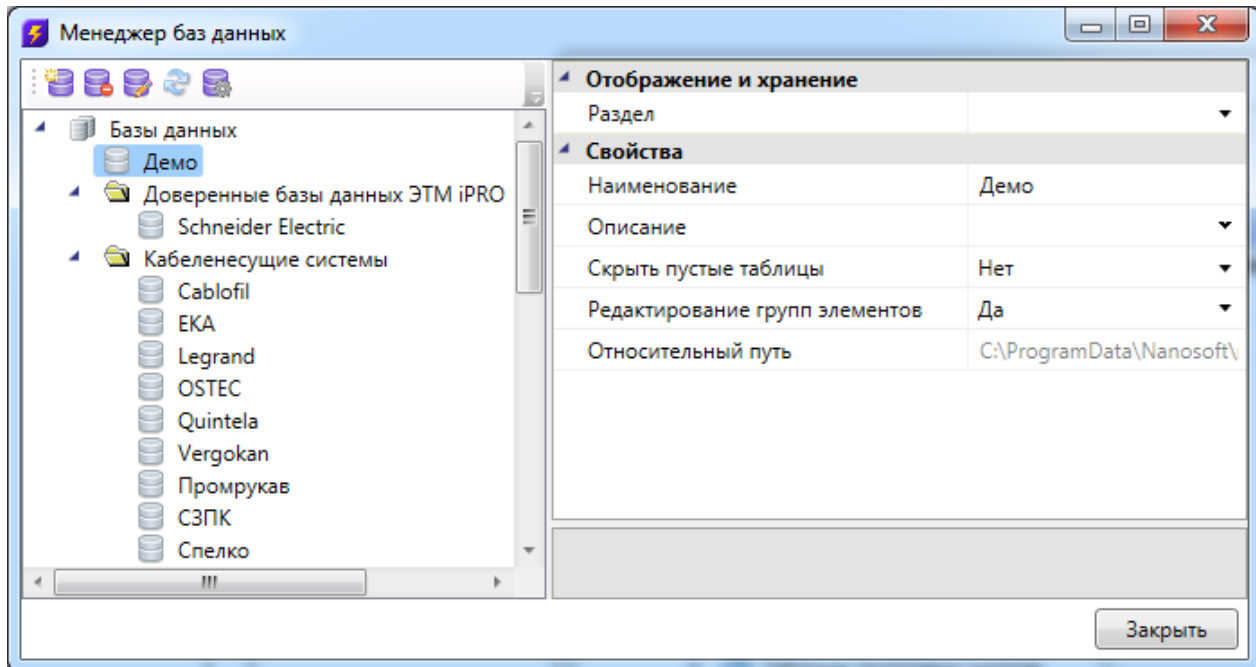 Менеджер баз данных
Базы данных
Демо
Доверенные базы данных ЭТМ iPRO
Schneider Electric
Кабеленесущие системы
Cablofil
EKA
Legrand
OSTEC
Quintela
Vergokan
Промрукав
СЗПК
Спелко
Отображение и хранение
Раздел
Свойства
Наименование Демо
Описание
Скрыть пустые таблицы Нет
Редактирование групп элементов Да
Относительный путь C:\ProgramData\Nanosoft\
Закрыть